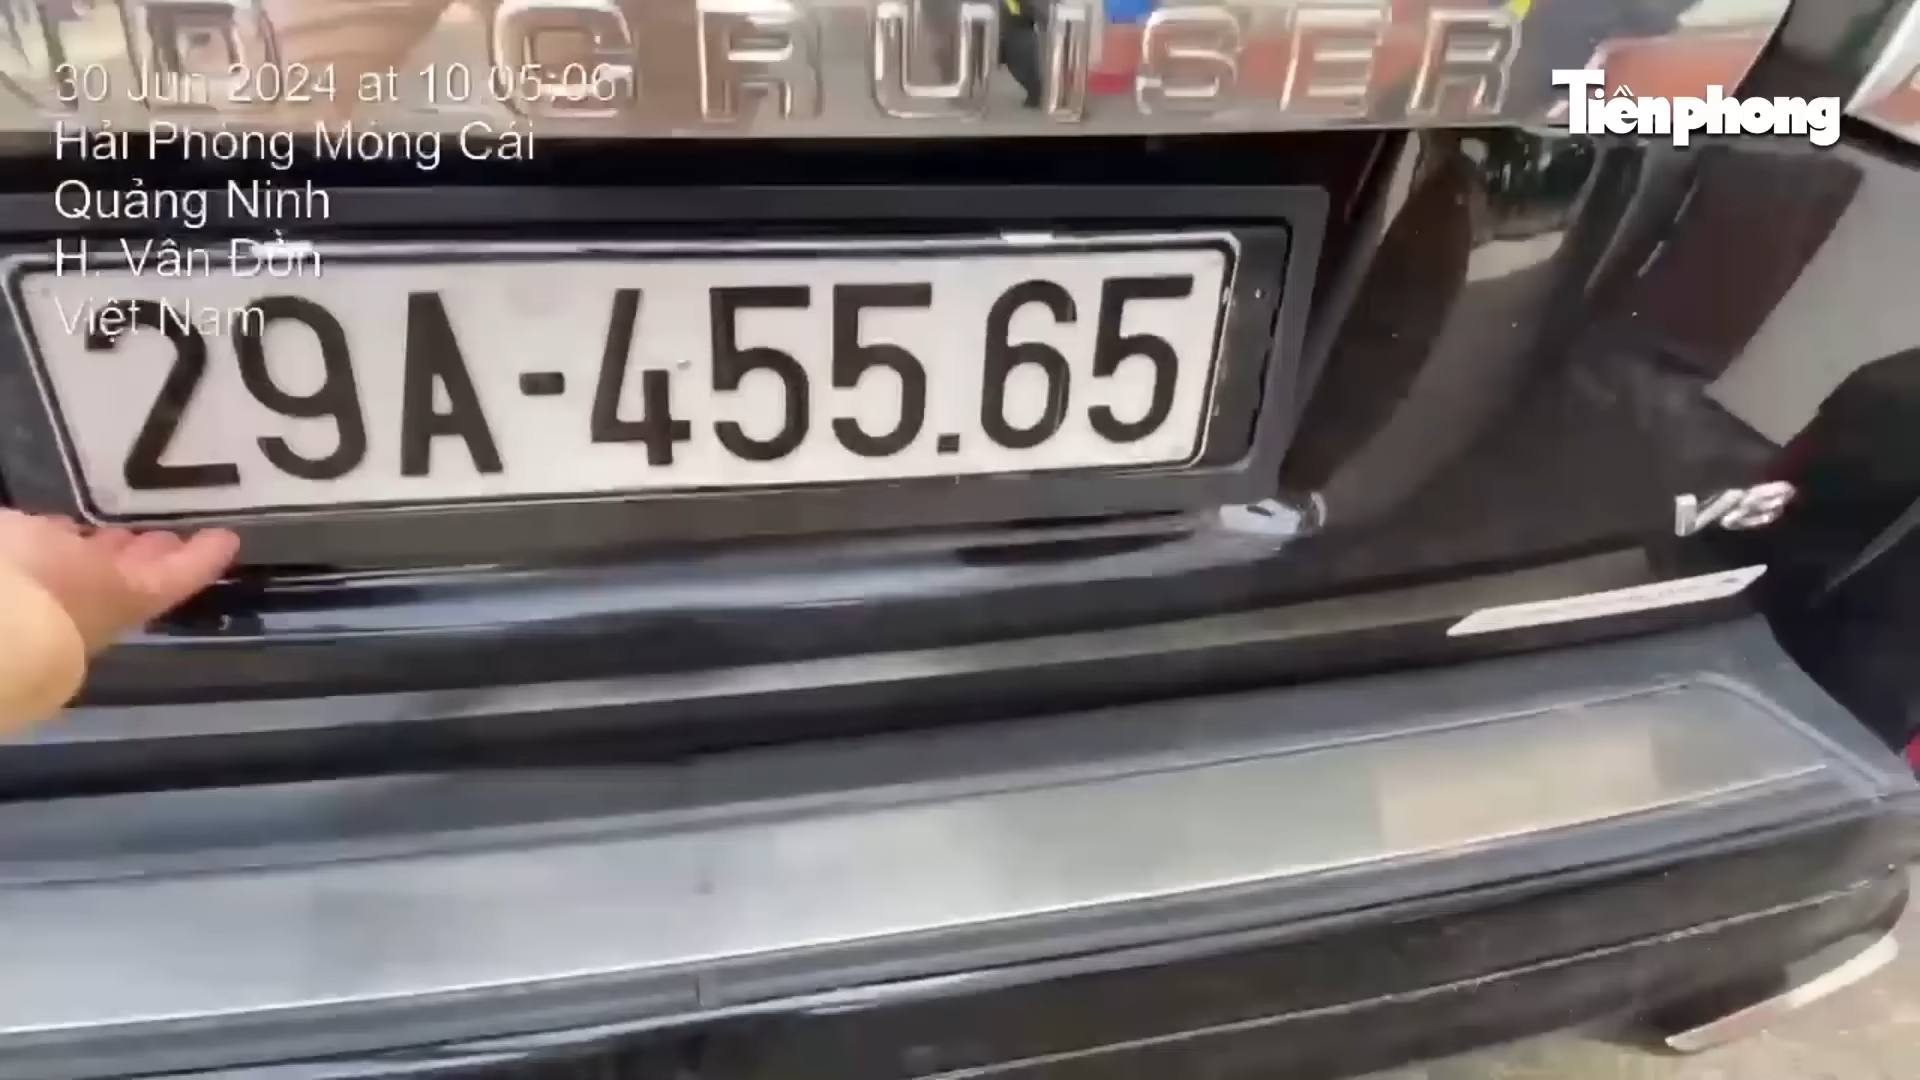 CRUISER
30 Jun 2024 at 10:05:06
Tiềnphong
Hải Phòng Móng Cái
Quảng Ninh
H. Vân Đồn
Việt Nam
29A-455.65
V8